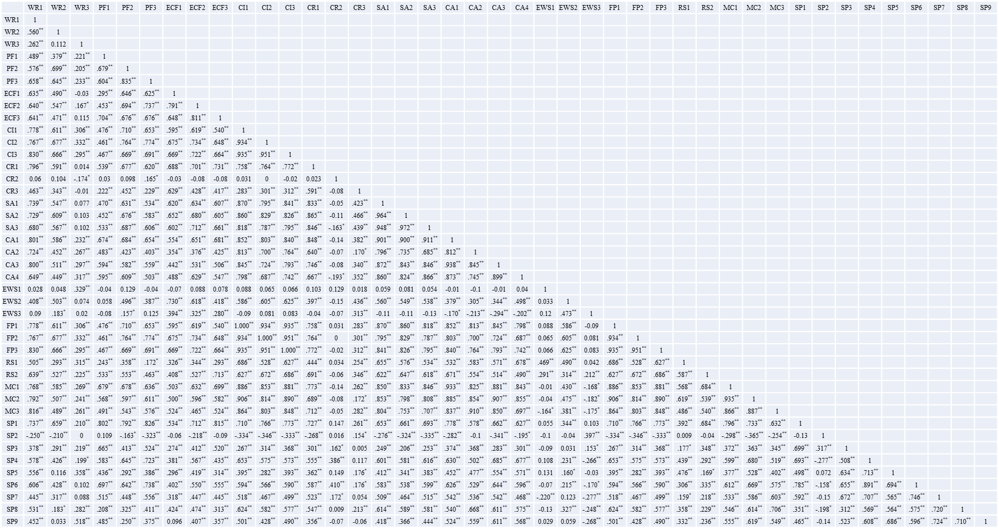 WR1 WR2 WR3 PF1 PF2 PF3 ECF1 ECF2 ECF3 CI1 CI2 CI3 CR1 CR2 CR3 SA1 SA2 SA3 CA1 CA2 CA3 CA4 EWS1 EWS2 EWS3 FP1 FP2 FP3 RS1 RS2 MC1 MC2 MC3 SP1 SP2 SP3 SP4 SP5 SP6 SP7 SP8 SP9
WR1 1
WR2 .560** 1
WR3 .262** 0.112 1
PF1 .489** .379** .221** 1
PF2 .576** .699** .205** .679** 1
PF3 .658** .645** .233** .604** .835** 1
ECF1 .635** .490** -0.03 .295** .646** .625** 1
ECF2 .640** .547** .167* .453** .694** .737** .791** 1
ECF3 .641** .471** 0.115 .704** .676** .676** .648** .811** 1
CI1 .778** .611** .306** .476** .710** .653** .595** .619** .540** 1
CI2 .767** .677** .332** .461** .764** .774** .675** .734** .648** .934** 1
CI3 .830** .666** .295** .467** .669** .691** .669** .722** .664** .935** .951** 1
CR1 .796** .591** 0.014 .539** .677** .620** .688** .701** .731** .758** .764** .772** 1
CR2 0.06 0.104 -.174* 0.03 0.098 .165* -0.03 -0.08 -0.08 0.031 0 -0.02 0.023 1
CR3 .463** .343** -0.01 .222** .452** .229** .629** .428** .417** .283** .301** .312** .591** -0.08 1
SA1 .739** .547** 0.077 .470** .631** .534** .620** .634** .607** .870** .795** .841** .833** -0.05 .423** 1
SA2 .729** .609** 0.103 .452** .676** .583** .652** .680** .605** .860** .829** .826** .865** -0.11 .466** .964** 1
SA3 .680** .567** 0.102 .533** .687** .606** .602** .712** .661** .818** .787** .795** .846** -.163* .439** .948** .972** 1
CA1 .801** .586** .232** .674** .684** .654** .554** .651** .681** .852** .803** .840** .848** -0.14 .382** .901** .900** .911** 1
CA2 .724** .452** .267** .483** .423** .403** .354** .376** .425** .813** .700** .764** .640** -0.07 .170* .796** .735** .685** .812** 1
CA3 .800** .511** .297** .594** .582** .559** .442** .531** .506** .845** .724** .793** .746** -0.08 .340** .872** .843** .846** .938** .845** 1
CA4 .649** .449** .317** .595** .609** .503** .488** .629** .547** .798** .687** .742** .667** -.193* .352** .860** .824** .866** .873** .745** .899** 1
EWS1 0.028 0.048 .329** -0.04 0.129 -0.04 -0.07 0.088 0.078 0.088 0.065 0.066 0.103 0.129 0.018 0.059 0.081 0.054 -0.01 -0.1 -0.01 0.04 1
EWS2 .408** .503** 0.074 0.058 .496** .387** .730** .618** .418** .586** .605** .625** .397** -0.15 .436** .560** .549** .538** .379** .305** .344** .498** 0.033 1
EWS3 0.09 .183* 0.02 -0.08 .157* 0.125 .394** .325** .280** -0.09 0.081 0.083 -0.04 -0.07 .313** -0.11 -0.11 -0.13 -.170* -.213** -.294** -.202** 0.12 .473** 1
FP1 .778** .611** .306** .476** .710** .653** .595** .619** .540** 1.000** .934** .935** .758** 0.031 .283** .870** .860** .818** .852** .813** .845** .798** 0.088 .586** -0.09 1
FP2 .767** .677** .332** .461** .764** .774** .675** .734** .648** .934** 1.000** .951** .764** 0 .301** .795** .829** .787** .803** .700** .724** .687** 0.065 .605** 0.081 .934** 1
FP3 .830** .666** .295** .467** .669** .691** .669** .722** .664** .935** .951** 1.000** .772** -0.02 .312** .841** .826** .795** .840** .764** .793** .742** 0.066 .625** 0.083 .935** .951** 1
RS1 .505** .293** .315** .243** .358** .172* .326** .344** .293** .686** .528** .627** .444** 0.034 .254** .655** .576** .534** .532** .583** .571** .678** .469** .490** 0.042 .686** .528** .627** 1
RS2 .639** .527** .225** .533** .553** .463** .408** .527** .713** .627** .672** .686** .691** -0.06 .346** .622** .647** .618** .671** .554** .514** .490** .291** .314** .212** .627** .672** .686** .587** 1
MC1 .768** .585** .269** .679** .678** .636** .503** .632** .699** .886** .853** .881** .773** -0.14 .262** .850** .833** .846** .933** .825** .881** .843** -0.01 .430** -.168* .886** .853** .881** .568** .684** 1
MC2 .792** .507** .241** .568** .597** .611** .500** .596** .582** .906** .814** .890** .689** -0.08 .172* .853** .798** .808** .885** .854** .907** .855** -0.04 .475** -.182* .906** .814** .890** .619** .539** .935** 1
MC3 .816** .489** .261** .491** .543** .576** .524** .465** .524** .864** .803** .848** .712** -0.05 .282** .804** .753** .707** .837** .910** .850** .697** -.164* .381** -.175* .864** .803** .848** .486** .540** .866** .887** 1
SP1 .737** .659** .210** .802** .792** .826** .534** .712** .815** .710** .766** .773** .727** 0.147 .261** .653** .661** .693** .778** .578** .662** .627** 0.055 .344** 0.103 .710** .766** .773** .392** .684** .796** .733** .632** 1
SP2 -.250** -.210** 0 0.109 -.163* -.323** -0.06 -.218** -0.09 -.334** -.346** -.333** -.268** 0.016 .154* -.276** -.324** -.335** -.282** -0.1 -.341** -.195* -0.1 -0.04 .397** -.334** -.346** -.333** 0.009 -0.04 -.298** -.365** -.254** -0.13 1
SP3 .378** .291** .219** .665** .413** .524** .274** .412** .520** .267** .314** .368** .301** .162* 0.005 .249** .206** .253** .374** .368** .283** .301** -0.09 0.031 .153* .267** .314** .368** .177* .348** .372** .363** .345** .699** .317** 1
SP4 .578** .426** .199* .583** .645** .723** .381** .567** .435** .653** .575** .573** .555** .386** 0.117 .601** .581** .616** .630** .502** .685** .677** 0.108 .231** -.266** .653** .575** .573** .439** .292** .599** .680** .519** .693** -.277** .508** 1
SP5 .556** 0.116 .358** .436** .292** .386** .296** .419** .314** .395** .282** .393** .362** 0.149 .176* .412** .341** .383** .452** .477** .554** .571** 0.131 .160* -0.03 .395** .282** .393** .476** .169* .377** .528** .402** .498** 0.072 .634** .713** 1
SP6 .606** .428** 0.102 .697** .642** .738** .402** .550** .555** .594** .566** .590** .587** .410** .176* .583** .538** .599** .626** .529** .644** .596** -0.07 .215** -.170* .594** .566** .590** .306** .335** .612** .669** .575** .785** -.158* .655** .891** .694** 1
SP7 .445** .317** 0.088 .515** .448** .556** .318** .447** .445** .518** .467** .499** .523** .172* 0.054 .509** .464** .515** .542** .536** .542** .468** -.220** 0.123 -.277** .518** .467** .499** .159* .218** .533** .586** .603** .592** -0.15 .672** .707** .565** .746** 1
SP8 .531** .183* .282** .208** .325** .411** .424** .474** .313** .624** .582** .577** .547** 0.009 .213** .614** .589** .581** .540** .668** .611** .575** -0.13 .327** -.248** .624** .582** .577** .358** .229** .546** .614** .706** .351** -.198* .312** .569** .564** .575** .720** 1
SP9 .452** 0.033 .518** .485** .250** .375** 0.096 .407** .357** .501** .428** .490** .356** -0.07 -0.06 .418** .366** .444** .524** .559** .611** .568** 0.029 0.059 -.268** .501** .428** .490** .332** .236** .555** .619** .549** .465** -0.14 .523** .608** .686** .596** .724** .710** 1